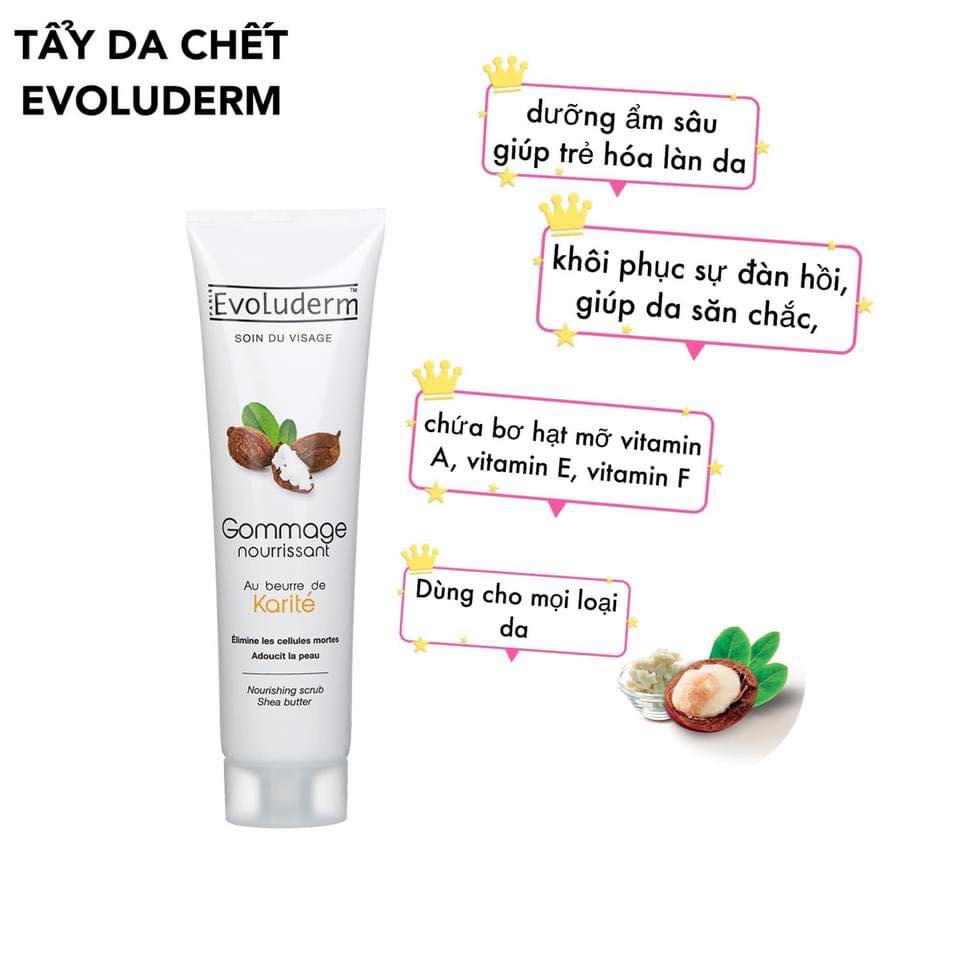 TẨY DA CHẾT
EVOLUDERM
dưỡng ẩm sâu
giúp trẻ hóa làn da
khôi phục sự đàn hồi,
giúp da săn chắc,
chứa bơ hạt mỡ vitamin
A, vitamin E, vitamin F
Dùng cho mọi loại
da
PARIS
Evoluderm™
SOIN DU VISAGE
Gommage
nourrissant
Au beurre de
Karité
Élimine les cellules mortes
Adoucit la peau
Nourishing scrub
Shea butter